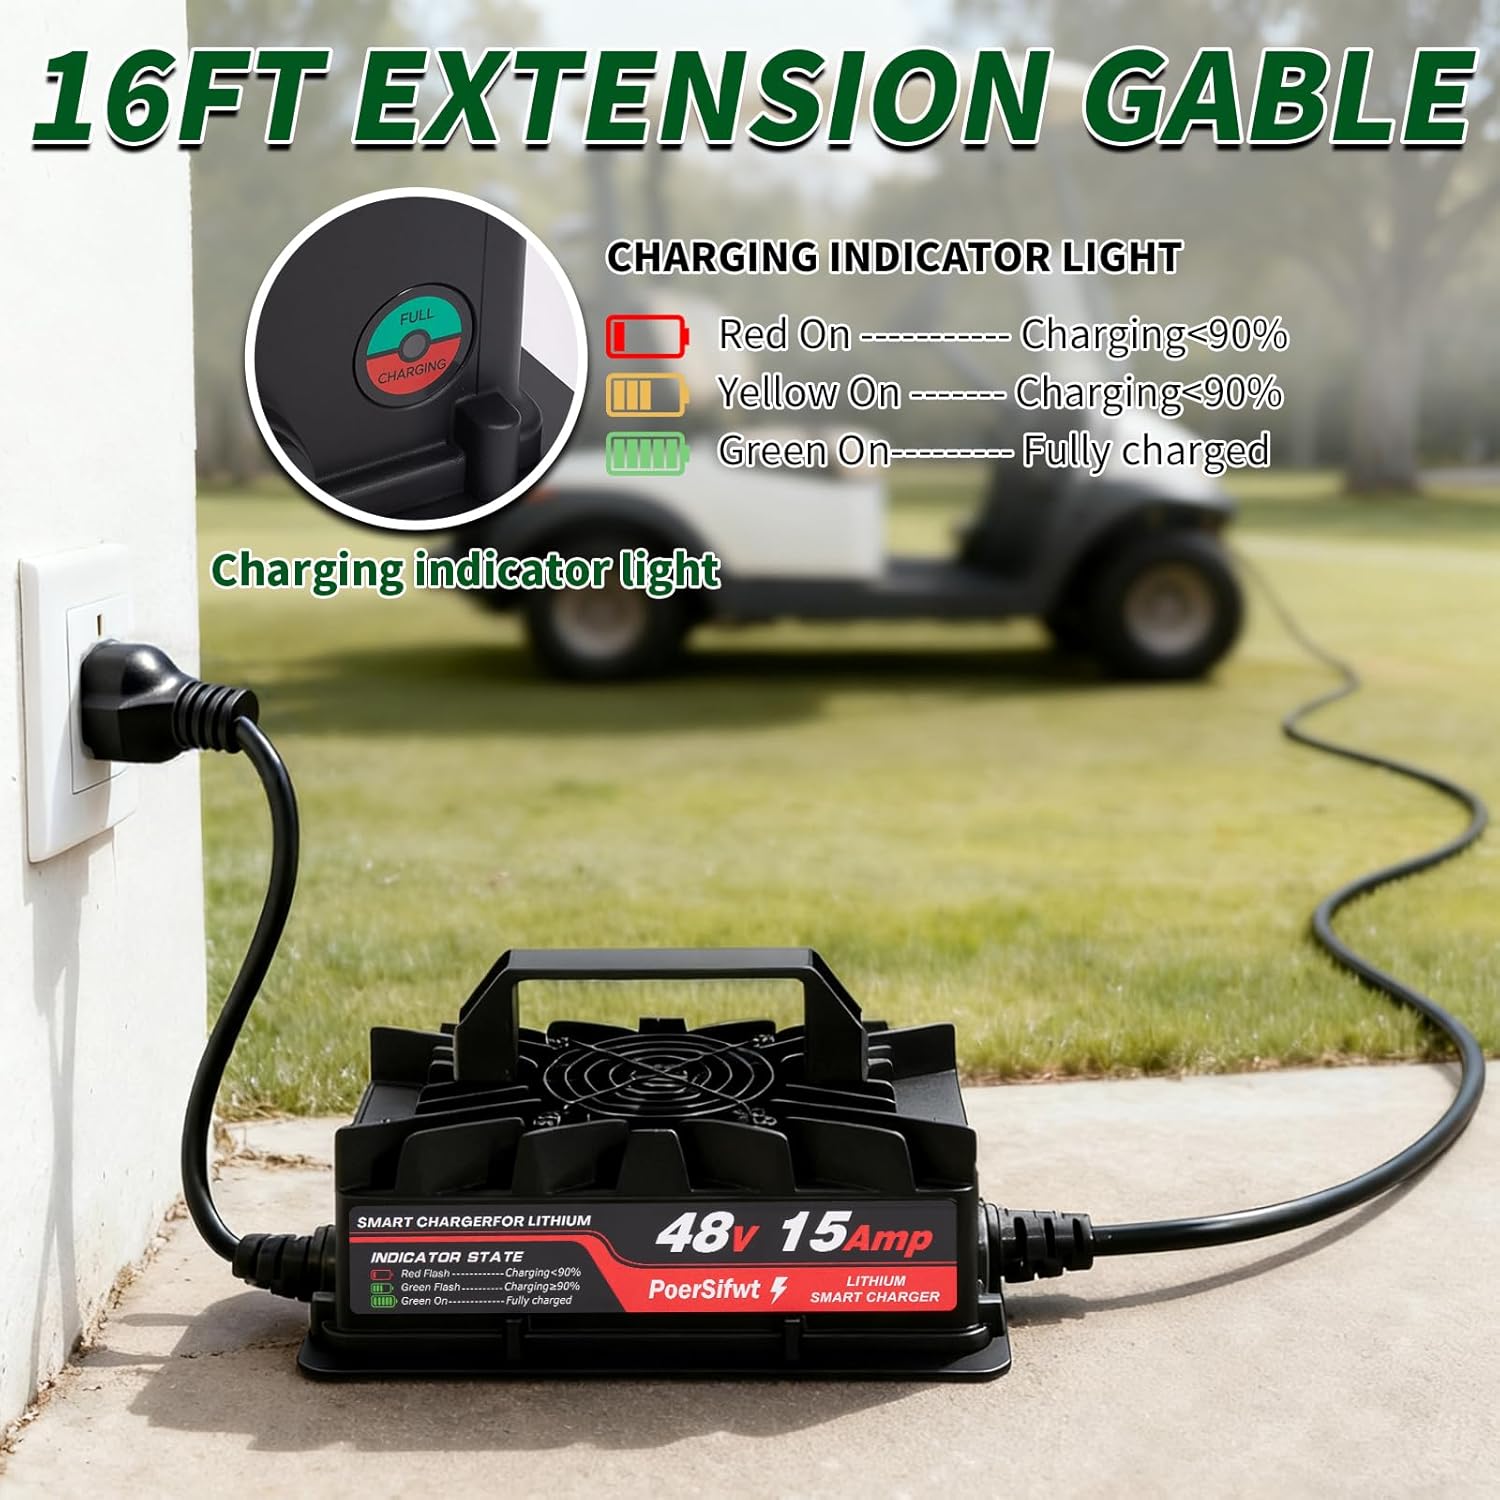 16FT EXTENSION GABLE
CHARGING INDICATOR LIGHT
Red On ----------- Charging<90%
Yellow On ------- Charging<90%
Green On--------- Fully charged
FULL
CHARGING
Charging indicator light
SMART CHARGERFOR LITHIUM
INDICATOR STATE
Red Flash ------------ Charging<90%
Green Flash --------- Charging≥90%
Green On------------- Fully charged
48V 15Amp
PoerSifwt
LITHIUM
SMART CHARGER